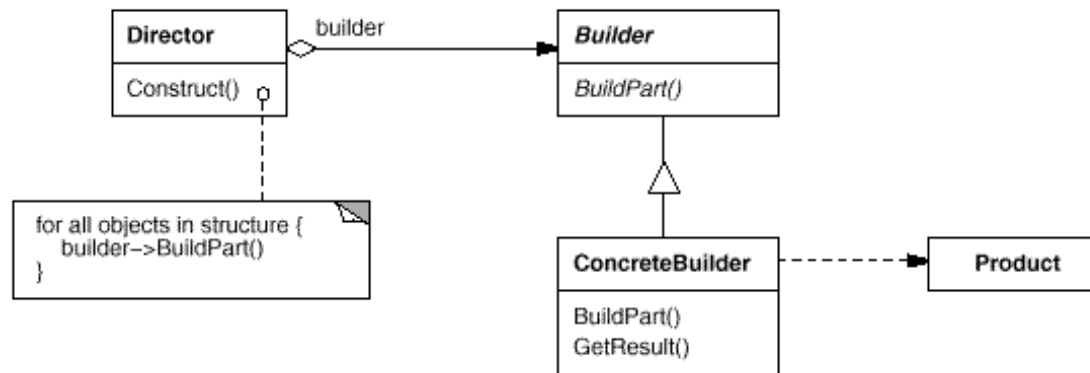 Director
builder
Builder
Construct()
BuildPart()
for all objects in structure {
builder->BuildPart()
}
ConcreteBuilder
Product
BuildPart()
GetResult()